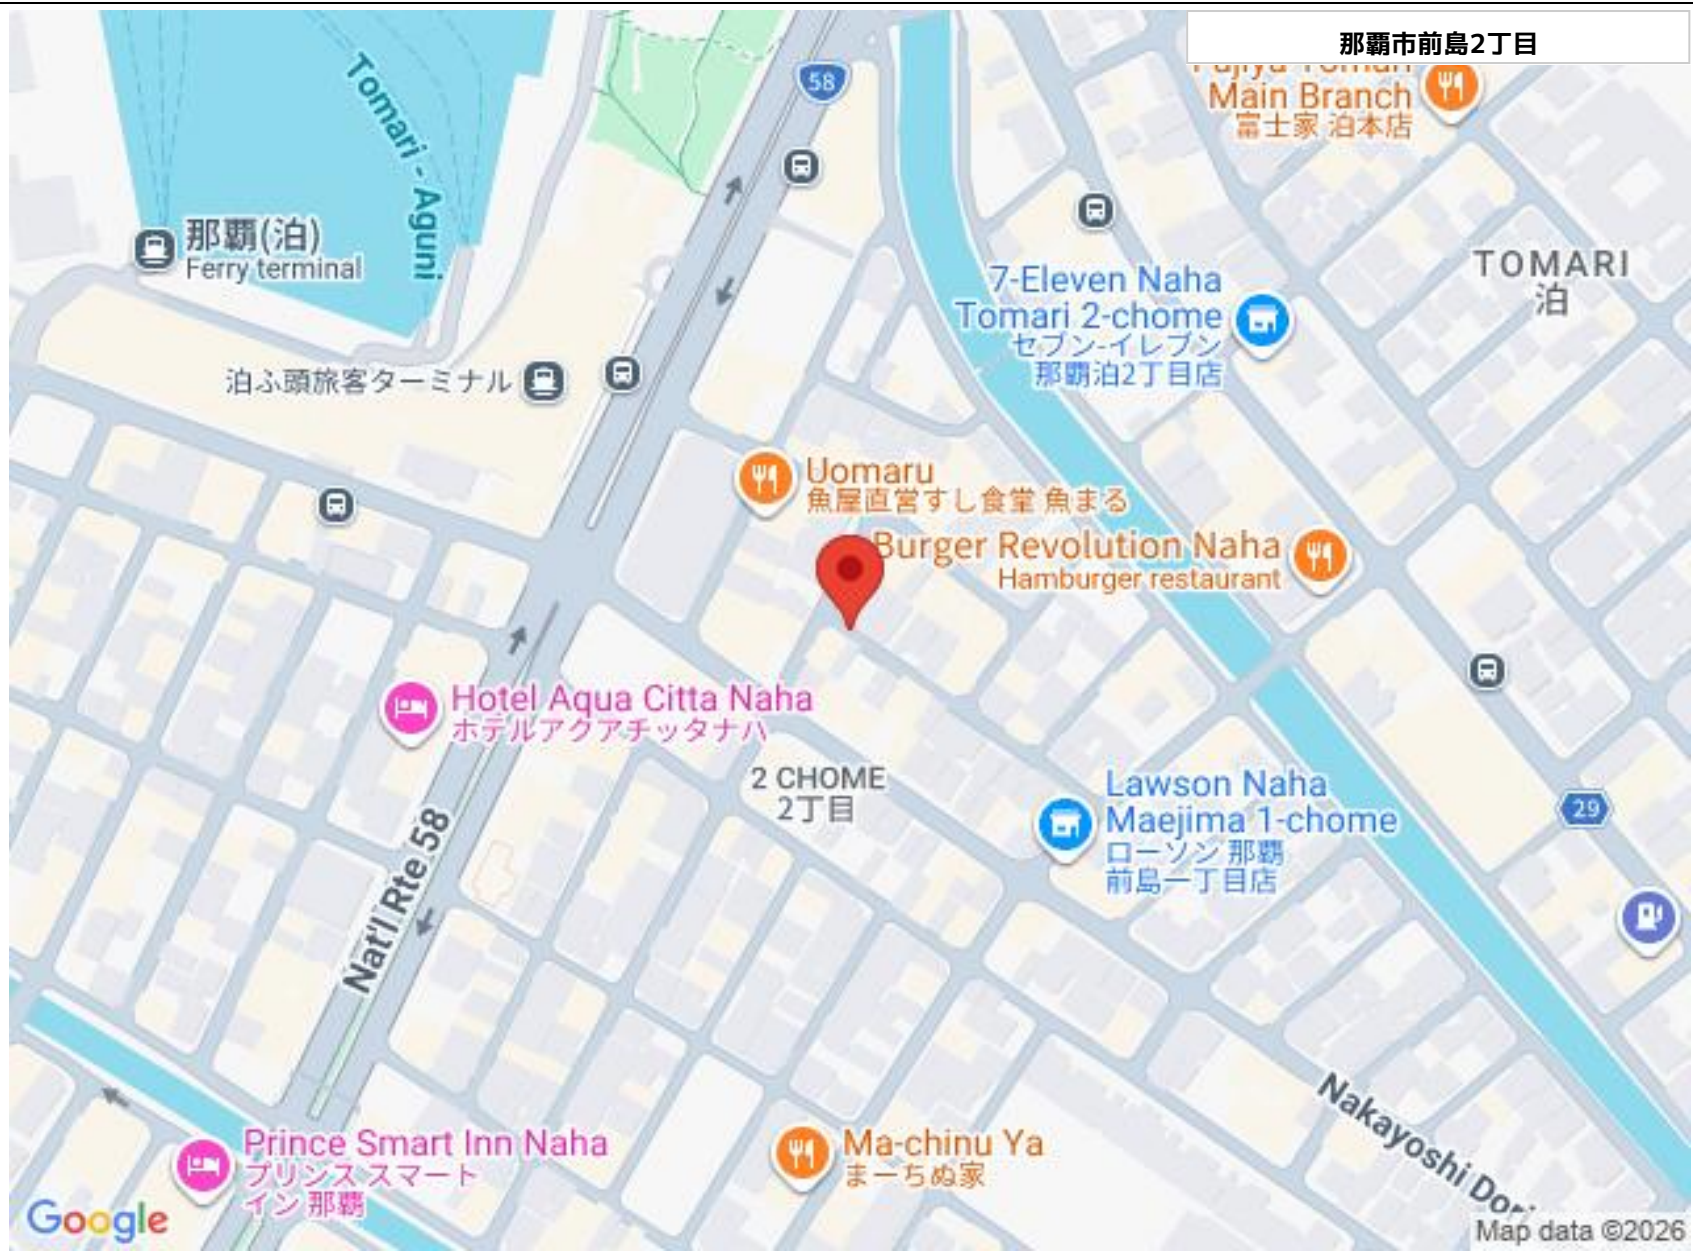 那覇市前島2丁目
58
Main Branch
富士家 泊本店
Tomari - Aguni
那覇(泊)
Ferry terminal
TOMARI
泊
7-Eleven Naha
Tomari 2-chome
セブン-イレブン
那覇泊2丁目店
泊ふ頭旅客ターミナル
Uomaru
魚屋直営すし食堂 魚まる
Burger Revolution Naha
Hamburger restaurant
Hotel Aqua Citta Naha
ホテルアクアチッタナハ
2 CHOME
2丁目
Lawson Naha
Maejima 1-chome
ローソン 那覇
前島一丁目店
29
Nat'l Rte 58
Nakayoshi Dori
Prince Smart Inn Naha
プリンス スマート
イン 那覇
Ma-chinu Ya
まーちぬ家
Google
Map data ©2026